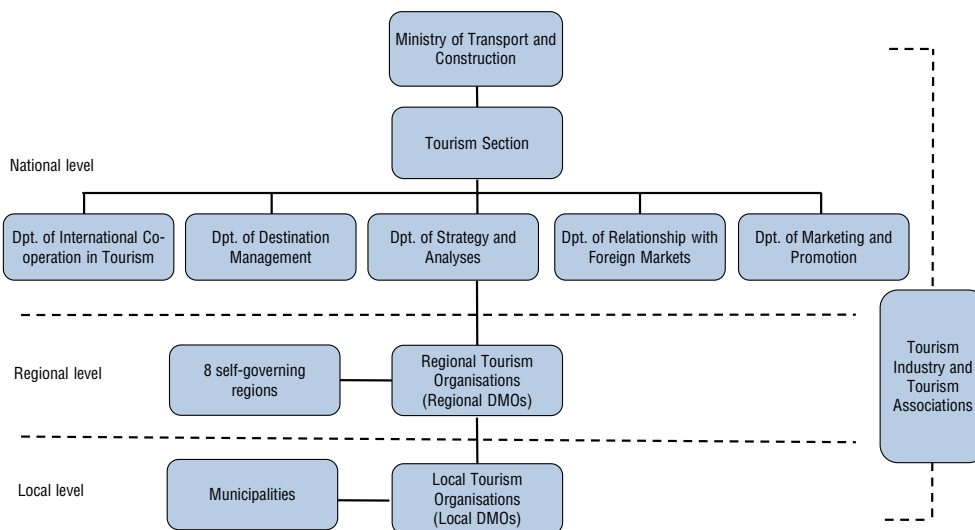 Ministry of Transport and
Construction
Tourism Section
National level
Dpt. of International Co-
operation in Tourism
Dpt. of Destination
Management
Dpt. of Strategy and
Analyses
Dpt. of Relationship with
Foreign Markets
Dpt. of Marketing and
Promotion
Regional level
8 self-governing
regions
Regional Tourism
Organisations
(Regional DMOs)
Tourism
Industry and
Tourism
Associations
Local level
Municipalities
Local Tourism
Organisations
(Local DMOs)